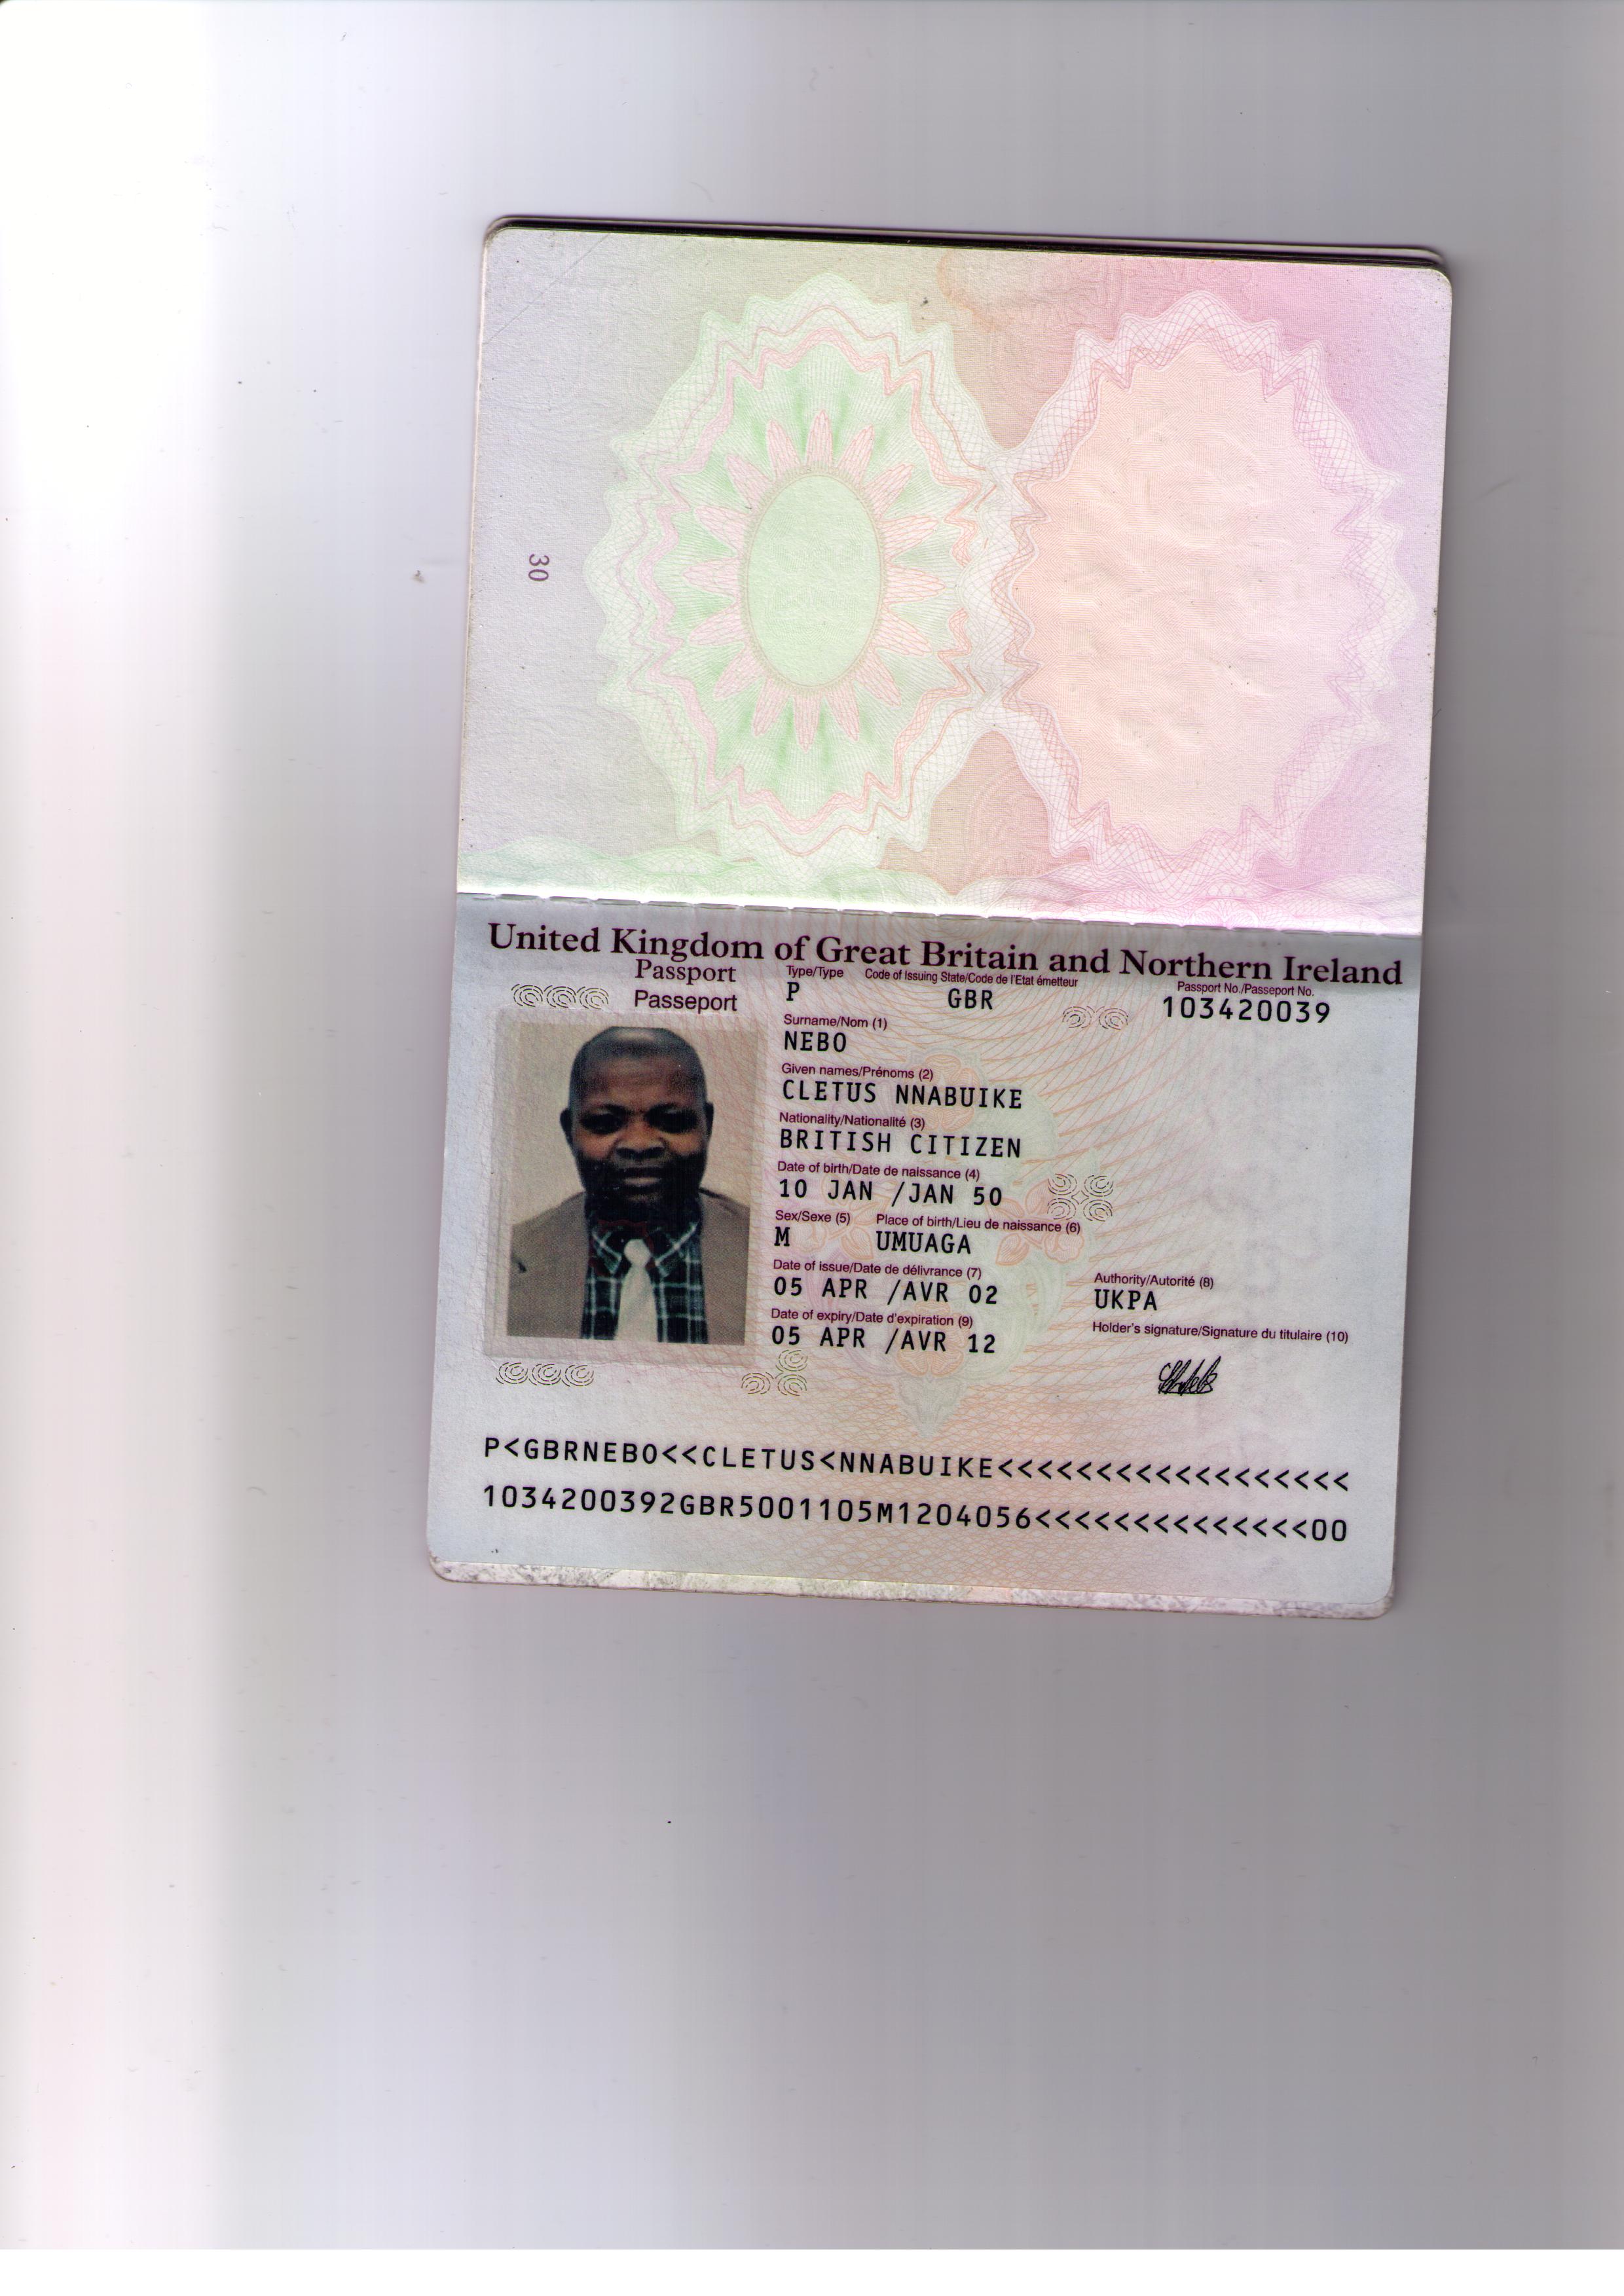 30
United Kingdom of Great Britain and Northern Ireland
Passport
Passeport
Type/Type
P
Code of Issuing State/Code de l'Etat émetteur
GBR
Passport No./Passeport No.
103420039
Surname/Nom (1)
NEBO
Given names/Prénoms (2)
CLETUS NNABUIKE
Nationality/Nationalité (3)
BRITISH CITIZEN
Date of birth/Date de naissance (4)
10 JAN /JAN 50
Sex/Sexe (5)
M
Place of birth/Lieu de naissance (6)
UMUAGA
Date of issue/Date de délivrance (7)
05 APR /AVR 02
Authority/Autorité (8)
UKPA
Date of expiry/Date d'expiration (9)
05 APR /AVR 12
Holder's signature/Signature du titulaire (10)
P<GBRNEBO<<CLETUS<NNABUIKE<<<<<<<<<<<<<<<<<<
1034200392GBR5001105M1204056<<<<<<<<<<<<<<00